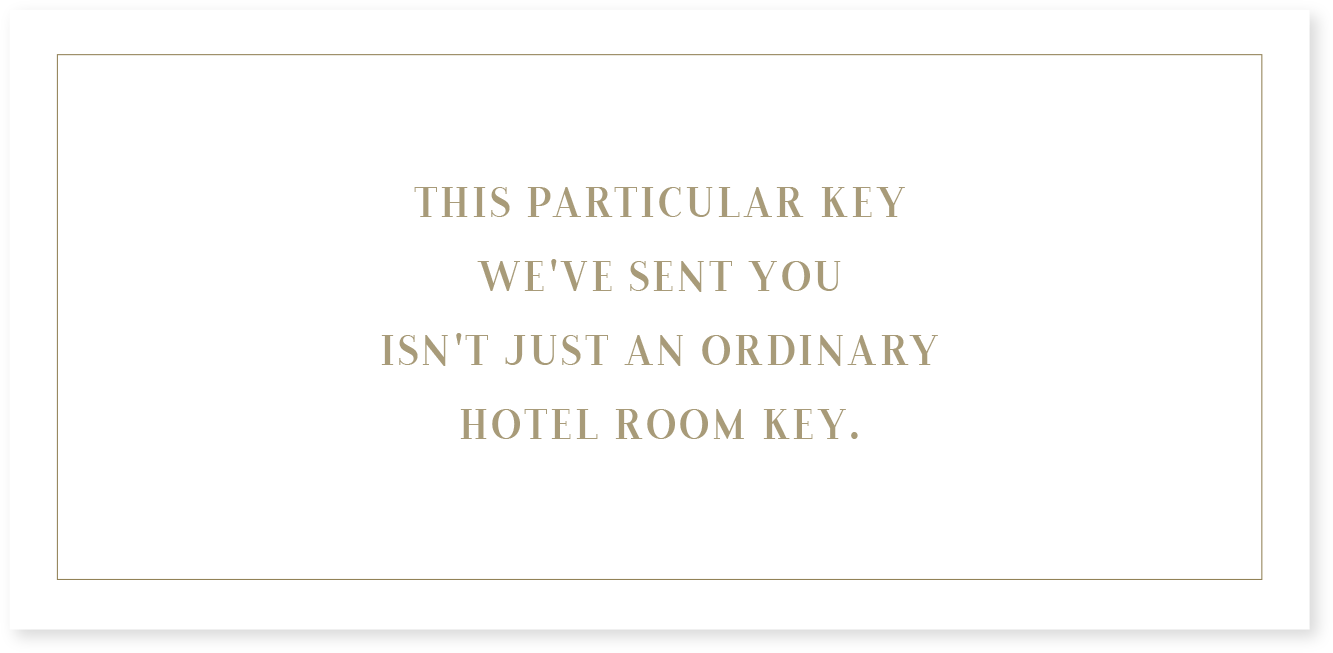 THIS PARTICULAR KEY
WE'VE SENT YOU
ISN'T JUST AN ORDINARY
HOTEL ROOM KEY.